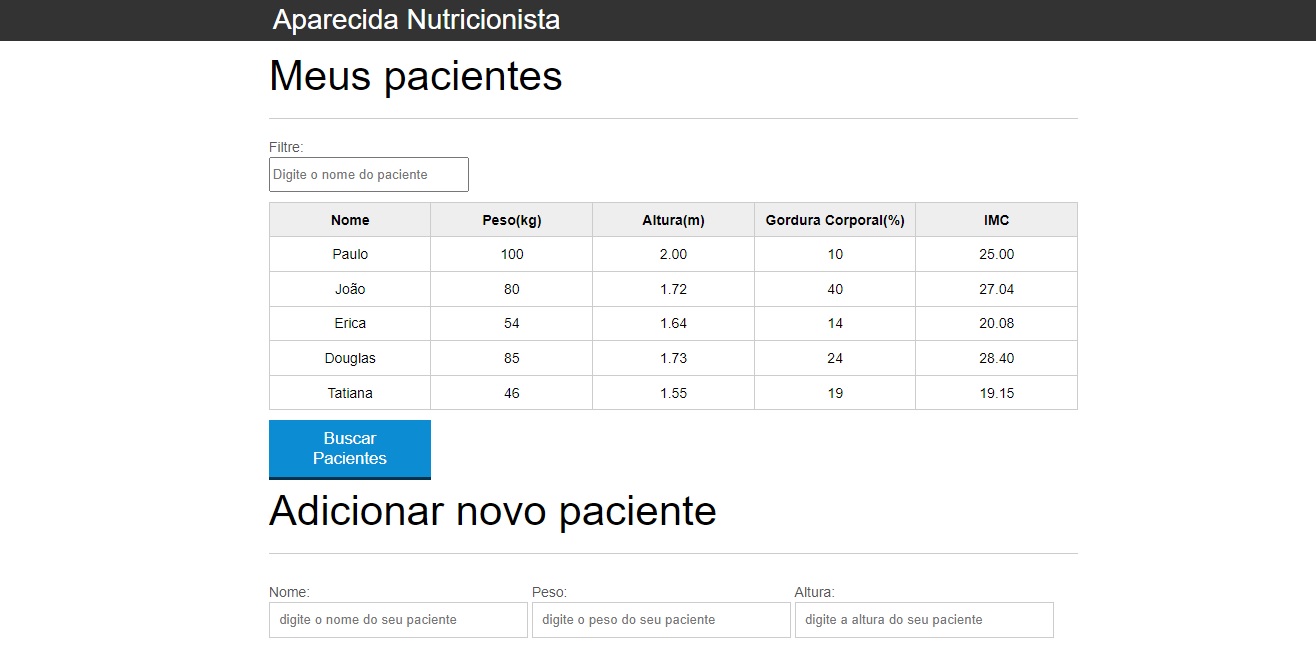 Aparecida Nutricionista
Meus pacientes
Filtre:
Digite o nome do paciente
Nome Peso(kg) Altura(m) Gordura Corporal(%) IMC
Paulo 100 2.00 10 25.00
João 80 1.72 40 27.04
Erica 54 1.64 14 20.08
Douglas 85 1.73 24 28.40
Tatiana 46 1.55 19 19.15
Buscar
Pacientes
Adicionar novo paciente
Nome: Peso: Altura:
digite o nome do seu paciente digite o peso do seu paciente digite a altura do seu paciente